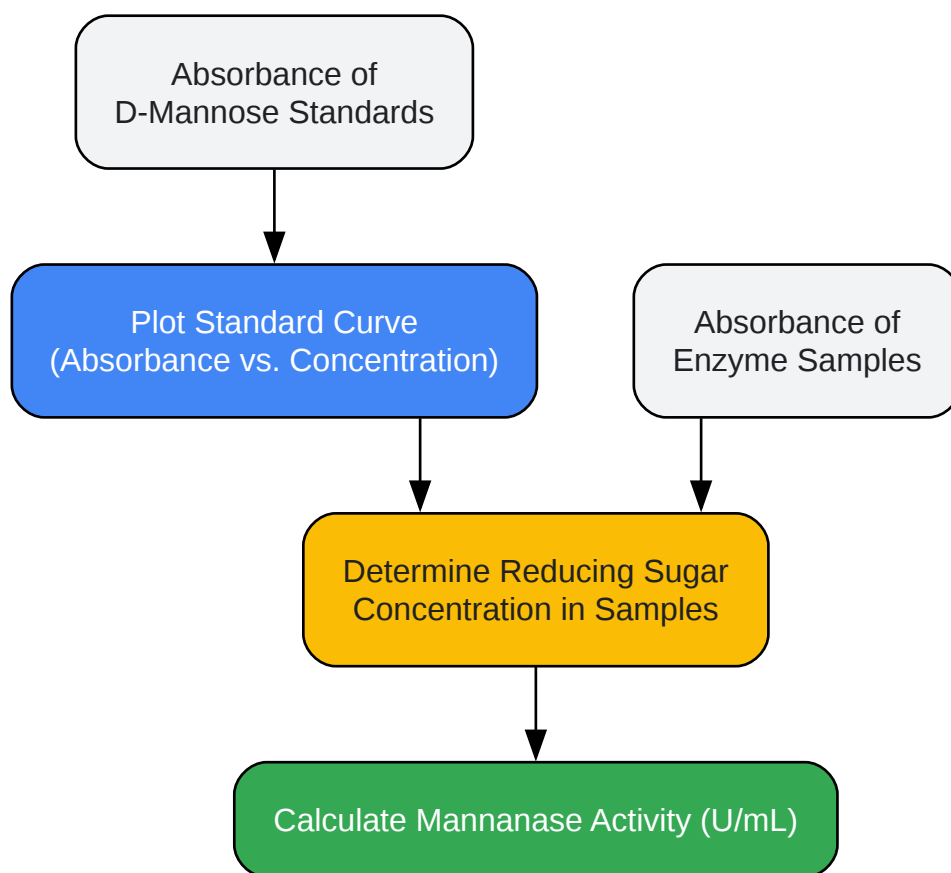 Absorbance of
D-Mannose Standards
Plot Standard Curve
(Absorbance vs. Concentration)
Absorbance of
Enzyme Samples
Determine Reducing Sugar
Concentration in Samples
Calculate Mannanase Activity (U/mL)